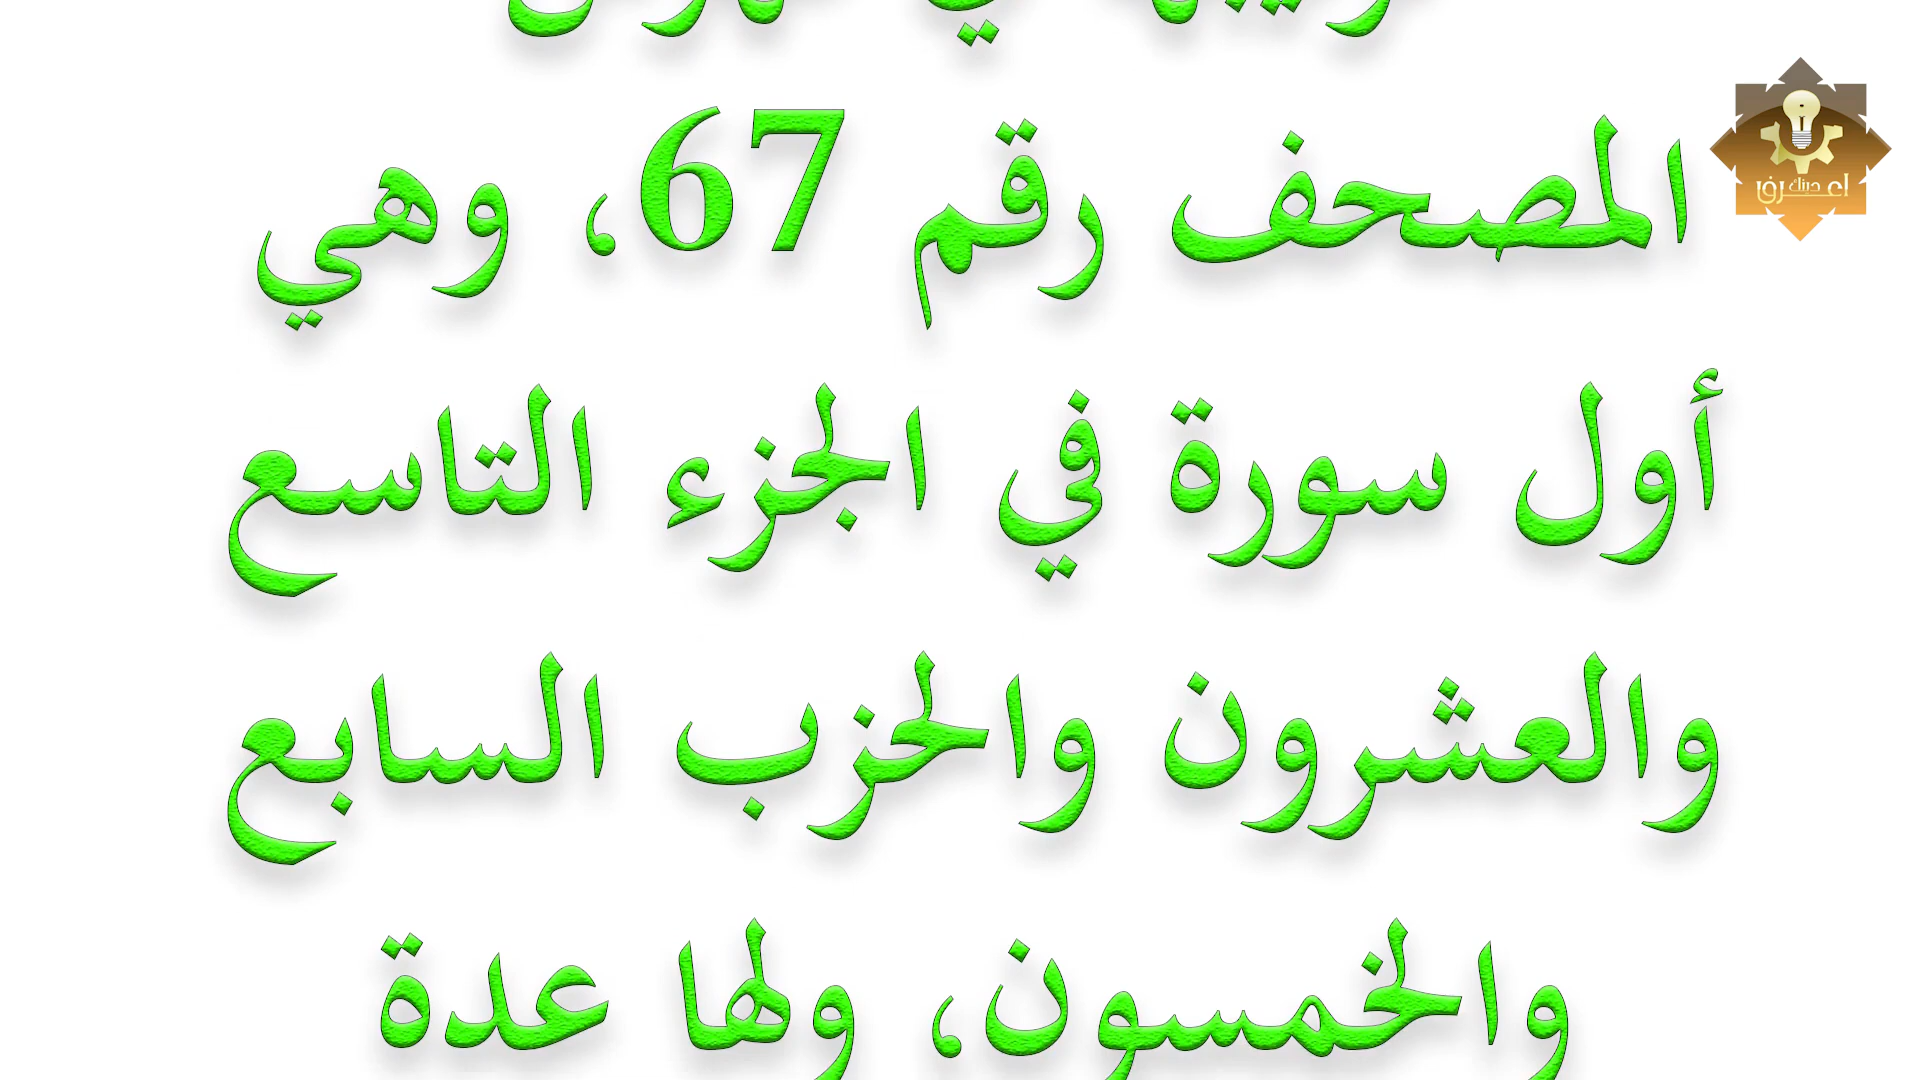 المصحف رقم 67، وهي
أول سورة في الجزء التاسع
والعشرون والحزب السابع
والخمسون، ولها عدة